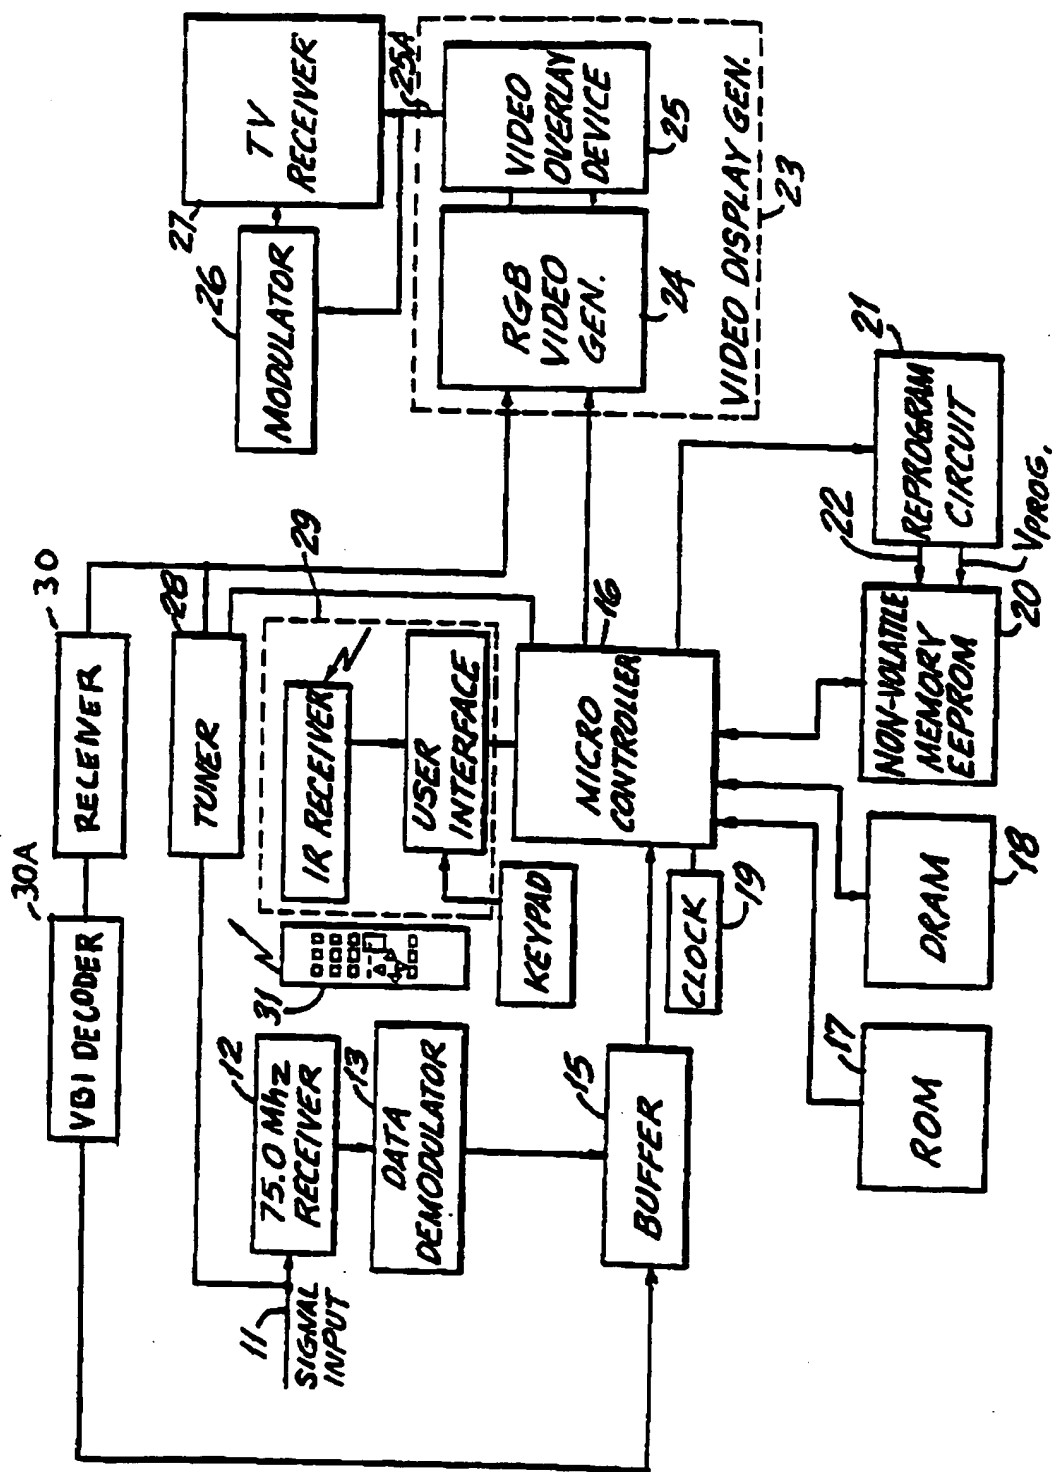 30A
VBI DECODER
30
RECEIVER
28
TUNER
11
SIGNAL
INPUT
12
75.0 Mhz
RECEIVER
13
DATA
DEMODULATOR
31
N
29
IR RECEIVER
N
USER
INTERFACE
KEYPAD
15
BUFFER
16
MICRO
CONTROLLER
CLOCK
19
17
ROM
DRAM
18
NON-VOLATILE
MEMORY
EEPROM
20
22
VPROG.
REPROGRAM
CIRCUIT
21
26
MODULATOR
27
TV
RECEIVER
25A
RGB
VIDEO
GEN.
24
VIDEO
OVERLAY
DEVICE
25
VIDEO DISPLAY GEN.
23